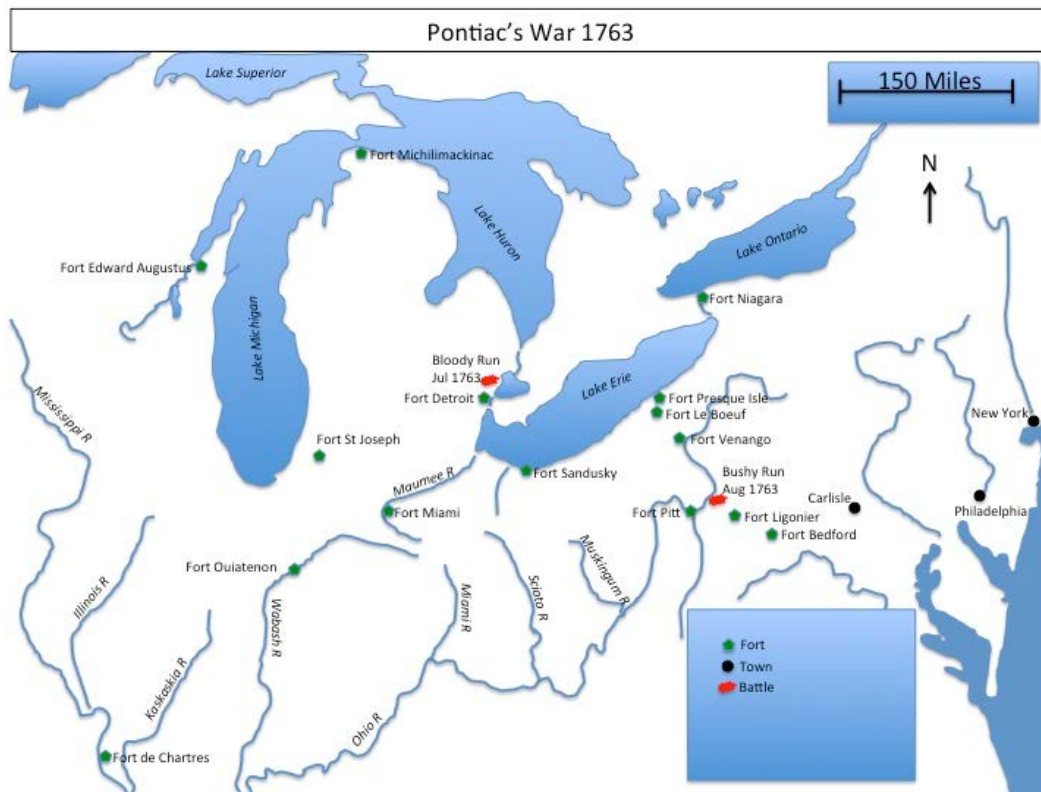 Pontiac's War 1763
Lake Superior
150 Miles
Fort Michilimackinac
N
Lake Huron
Lake Ontario
Fort Edward Augustus
Fort Niagara
Lake Michigan
Bloody Run
Jul 1763
Lake Erie
Fort Detroit
Fort Presque Isle
Fort Le Boeuf
Mississippi R
New York
Fort St Joseph
Fort Venango
Maumee R
Fort Sandusky
Bushy Run
Aug 1763
Carlisle
Fort Miami
Fort Pitt
Fort Ligonier
Philadelphia
Fort Bedford
Fort Ouiatenon
Illinois R
Wabash R
Miami R
Scioto R
Muskingum R
Kaskaskia R
Fort
Town
Battle
Ohio R
Fort de Chartres